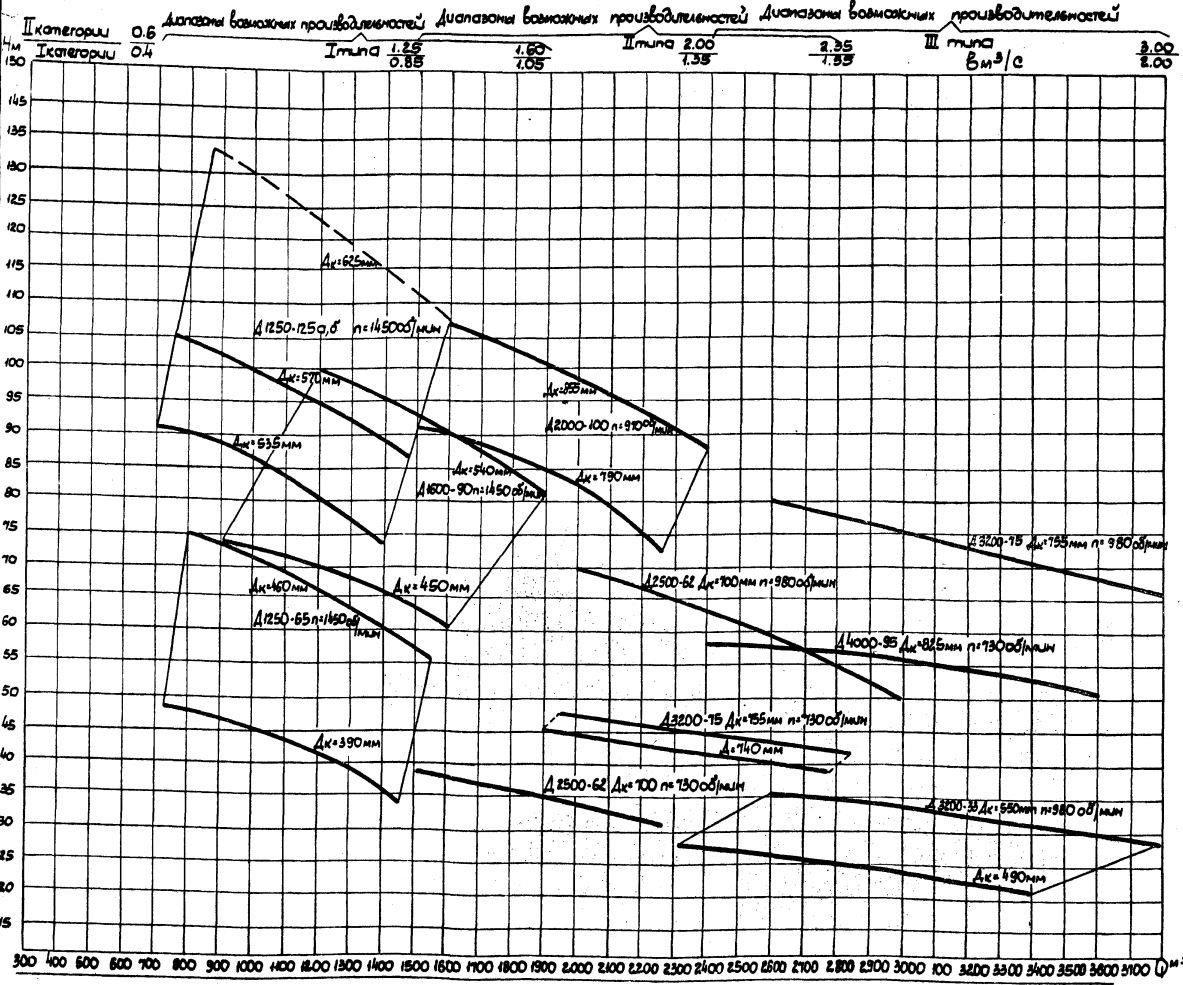 Диапазоны возможных производительностей Диапазоны возможных производительностей Диапазоны возможных производительностей
II категории 0.6
I категории 0.4
I типа 1.25 1.60 II типа 2.00 2.35 III типа 3.00
0.85 1.05 1.35 1.55 в м³/с 2.00
Нм
150
145
135
130
125
120
115
110
105
100
95
90
85
80
75
70
65
60
55
50
45
40
35
30
25
20
15
Дк=625мм
Д1250-125а,б n=1450об/мин
Дк=570мм
Дк=535мм
Дк=855мм
Д2000-100 n=970об/мин
Дк=540мм
Д1600-90 n=1450об/мин
Дк=790мм
Д3200-75 Дк=755мм n=980об/мин
Дк=460мм
Дк=450мм
Д1250-65 n=1450об/мин
Д2500-62 Дк=700мм n=980об/мин
Д4000-95 Дк=825мм n=730об/мин
Дк=390мм
Д3200-75 Дк=755мм n=730об/мин
Д=740мм
Д2500-62 Дк=700 n=730об/мин
Д3200-33 Дк=550мм n=980об/мин
Дк=490мм
300 400 500 600 700 800 900 1000 1100 1200 1300 1400 1500 1600 1700 1800 1900 2000 2100 2200 2300 2400 2500 2600 2700 2800 2900 3000 100 3200 3300 3400 3500 3600 3700 Q м³